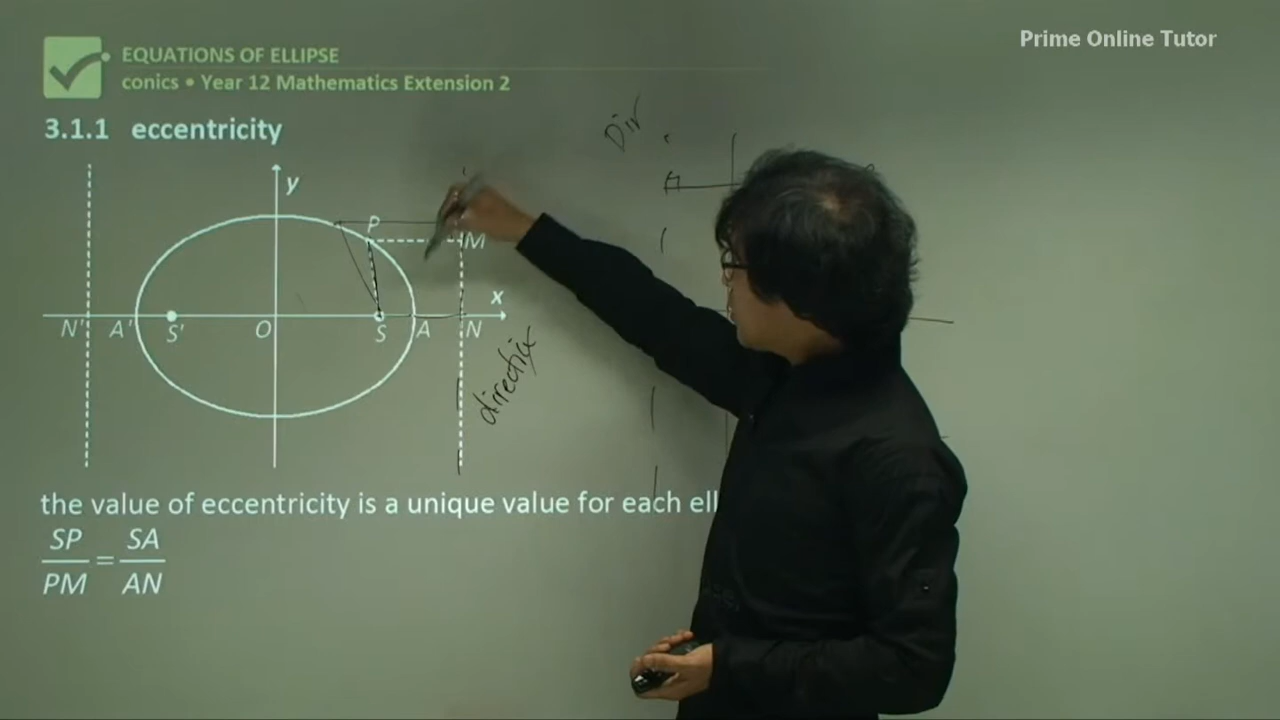 Prime Online Tutor
EQUATIONS OF ELLIPSE
conics • Year 12 Mathematics Extension 2
3.1.1 eccentricity
y
P
M
x
N' A' S' O S A N
directix
Dir
the value of eccentricity is a unique value for each ell
SP/PM = SA/AN